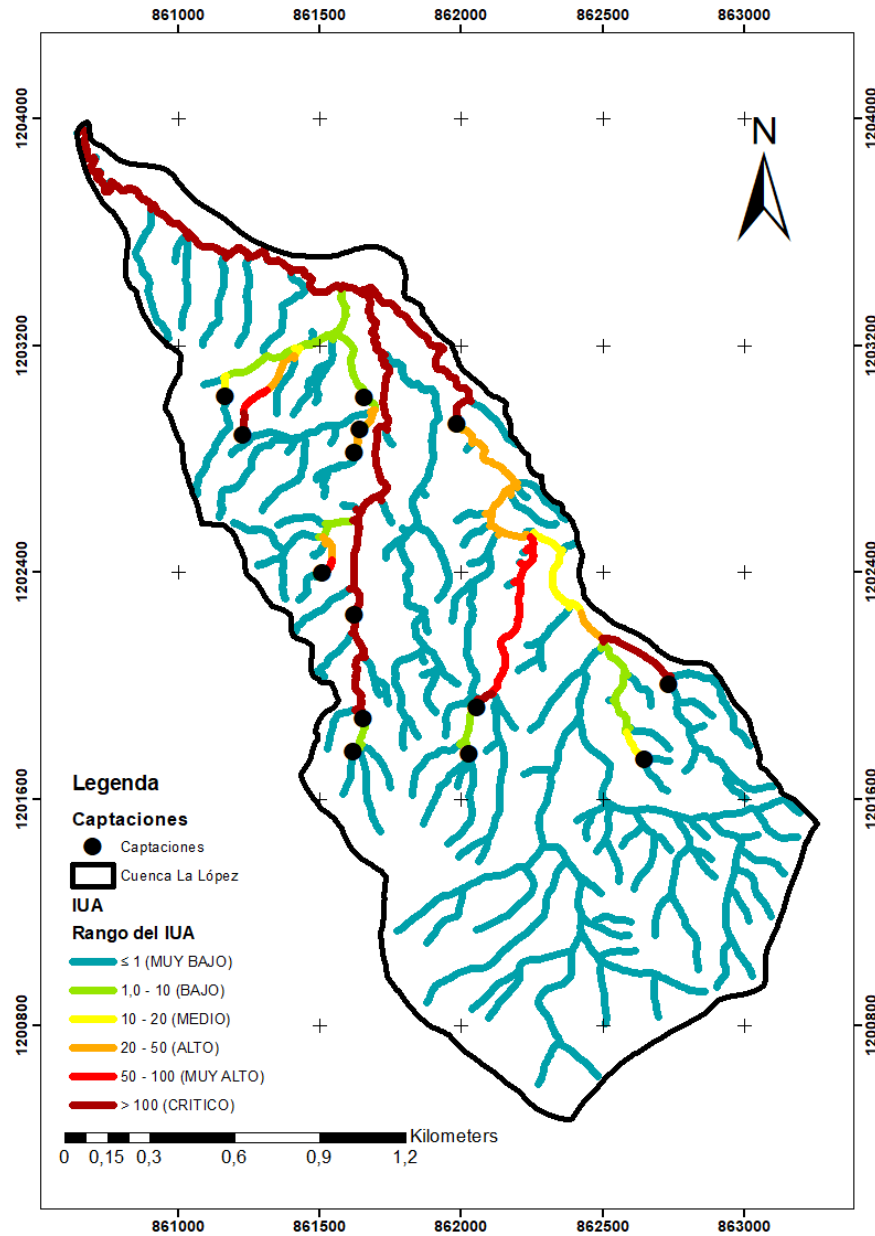 861000 861500 862000 862500 863000
1204000 1204000
N
1203200 1203200
1202400 1202400
1201600 1201600
1200800 1200800
Legenda
Captaciones
Captaciones
Cuenca La López
IUA
Rango del IUA
≤ 1 (MUY BAJO)
1,0 - 10 (BAJO)
10 - 20 (MEDIO)
20 - 50 (ALTO)
50 - 100 (MUY ALTO)
> 100 (CRITICO)
Kilometers
0 0,15 0,3 0,6 0,9 1,2
861000 861500 862000 862500 863000